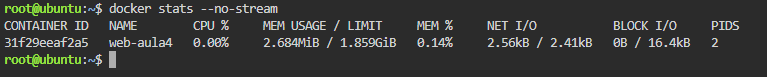 root@ubuntu:~$ docker stats --no-stream
CONTAINER ID   NAME        CPU %     MEM USAGE / LIMIT     MEM %     NET I/O           BLOCK I/O     PIDS
31f29eeaf2a5   web-aula4   0.00%     2.684MiB / 1.859GiB   0.14%     2.56kB / 2.41kB   0B / 16.4kB   2
root@ubuntu:~$